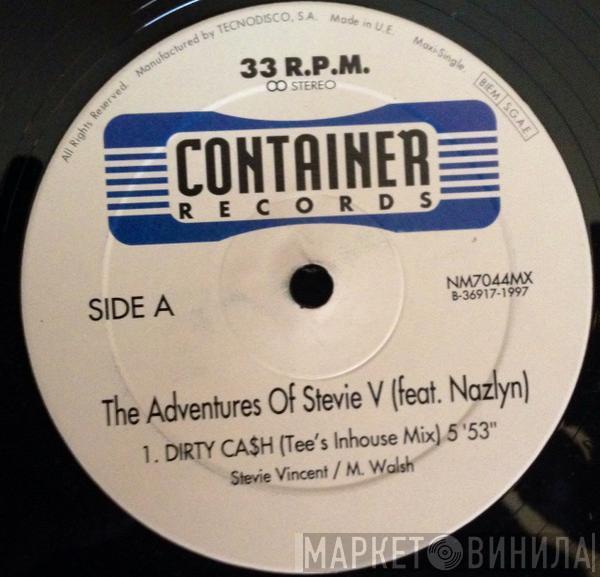 All Rights Reserved. Manufactured by TECNODISCO, S.A. Made in U.E. Maxi-Single.
BIEM S.G.A.E.
33 R.P.M.
STEREO
CONTAINER
RECORDS
SIDE A
NM7044MX
B-36917-1997
The Adventures Of Stevie V (feat. Nazlyn)
1. DIRTY CA$H (Tee's Inhouse Mix) 5 '53"
Stevie Vincent / M. Walsh
МАРКЕТ ВИНИЛА